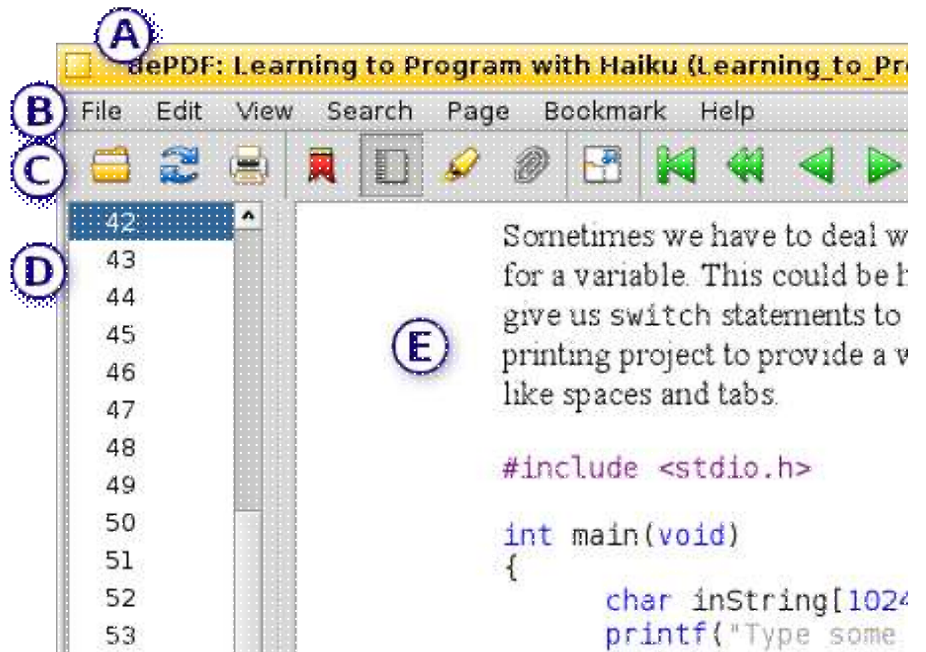 A
dePDF: Learning to Program with Haiku (Learning_to_Pr
B File Edit View Search Page Bookmark Help
C
42
D 43
44
45
46
47
48
49
50
51
52
53
E
Sometimes we have to deal w
for a variable. This could be h
give us switch statements to
printing project to provide a w
like spaces and tabs.
#include <stdio.h>
int main(void)
{
char inString[1024
printf("Type some